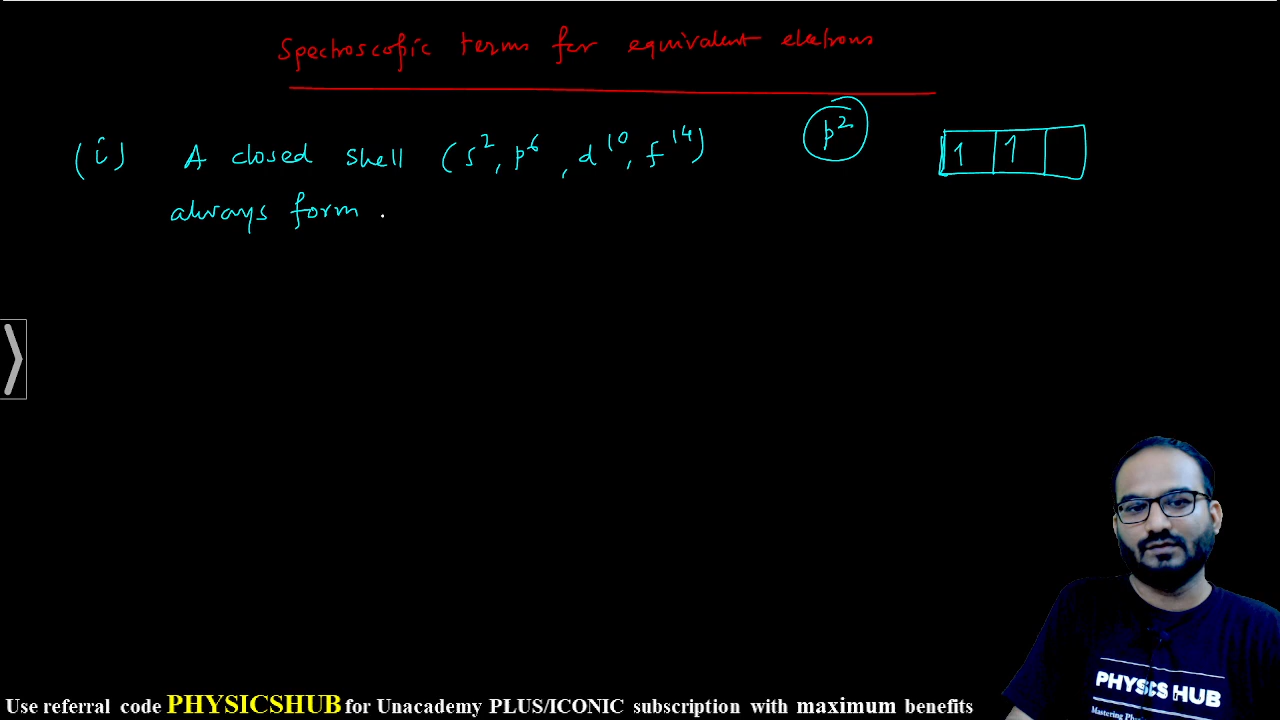 Spectroscopic terms for equivalent eletrons
(i) A closed shell (s², p⁶, d¹⁰, f¹⁴)
always form .
p²
1 1
PHYSICS HUB
Use referral code PHYSICSHUB for Unacademy PLUS/ICONIC subscription with maximum benefits